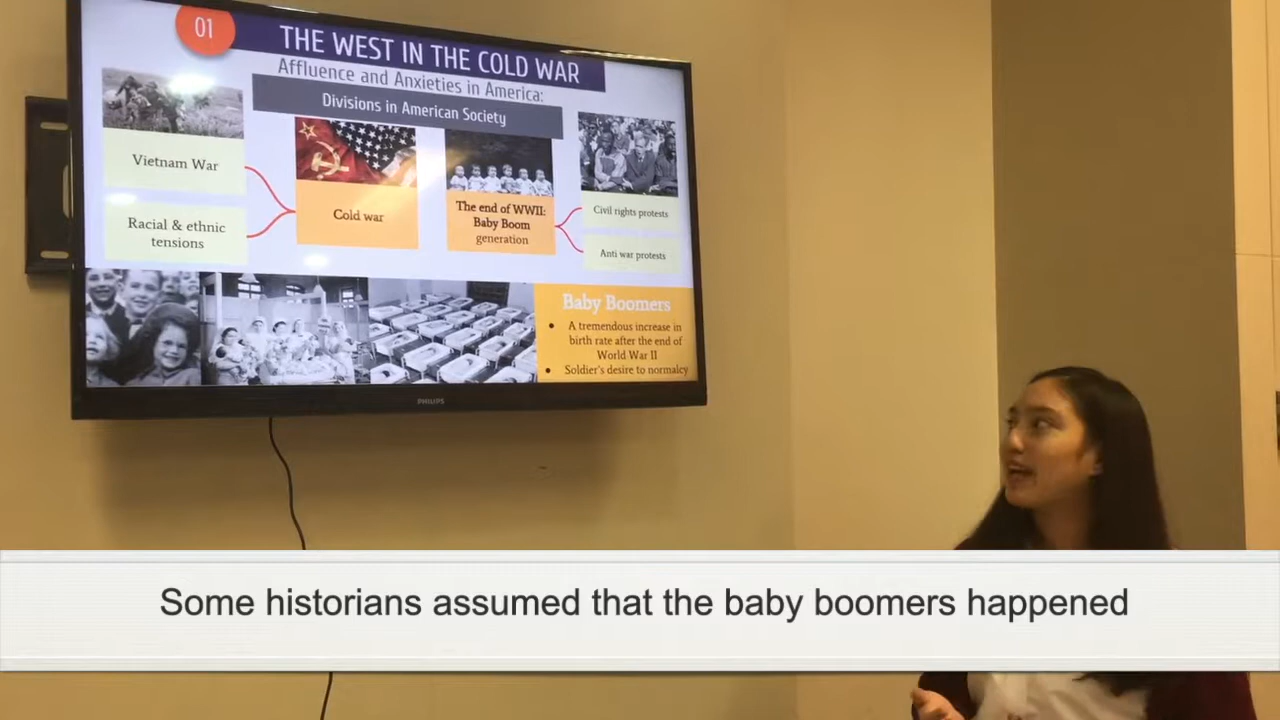 01
THE WEST IN THE COLD WAR
Affluence and Anxieties in America:
Divisions in American Society
Vietnam War
Racial & ethnic
tensions
Cold war
The end of WWII:
Baby Boom
generation
Civil rights protests
Anti war protests
Baby Boomers
• A tremendous increase in
birth rate after the end of
World War II
• Soldier's desire to normalcy
PHILIPS
Some historians assumed that the baby boomers happened